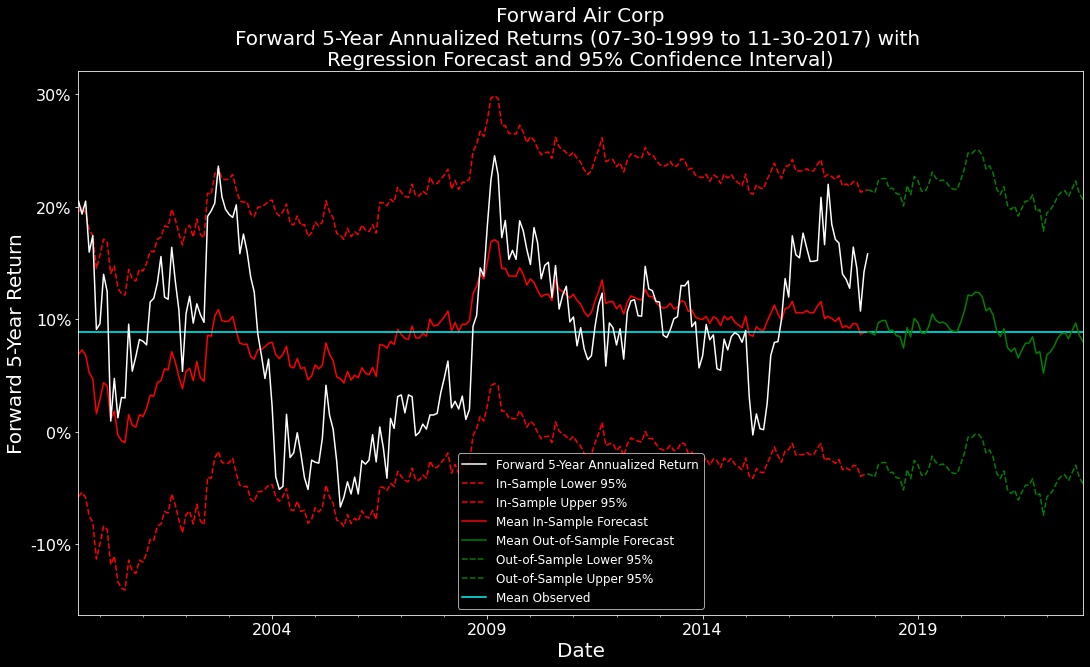 Forward Air Corp
Forward 5-Year Annualized Returns (07-30-1999 to 11-30-2017) with
Regression Forecast and 95% Confidence Interval)
Forward 5-Year Return
30%
20%
10%
0%
-10%
Forward 5-Year Annualized Return
In-Sample Lower 95%
In-Sample Upper 95%
Mean In-Sample Forecast
Mean Out-of-Sample Forecast
Out-of-Sample Lower 95%
Out-of-Sample Upper 95%
Mean Observed
2004 2009 2014 2019
Date